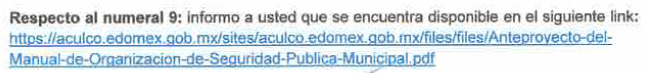 Respecto al numeral 9: informo a usted que se encuentra disponible en el siguiente link:
https://aculco.edomex.gob.mx/sites/aculco.edomex.gob.mx/files/files/Anteproyecto-del-
Manual-de-Organizacion-de-Seguridad-Publica-Municipal.pdf